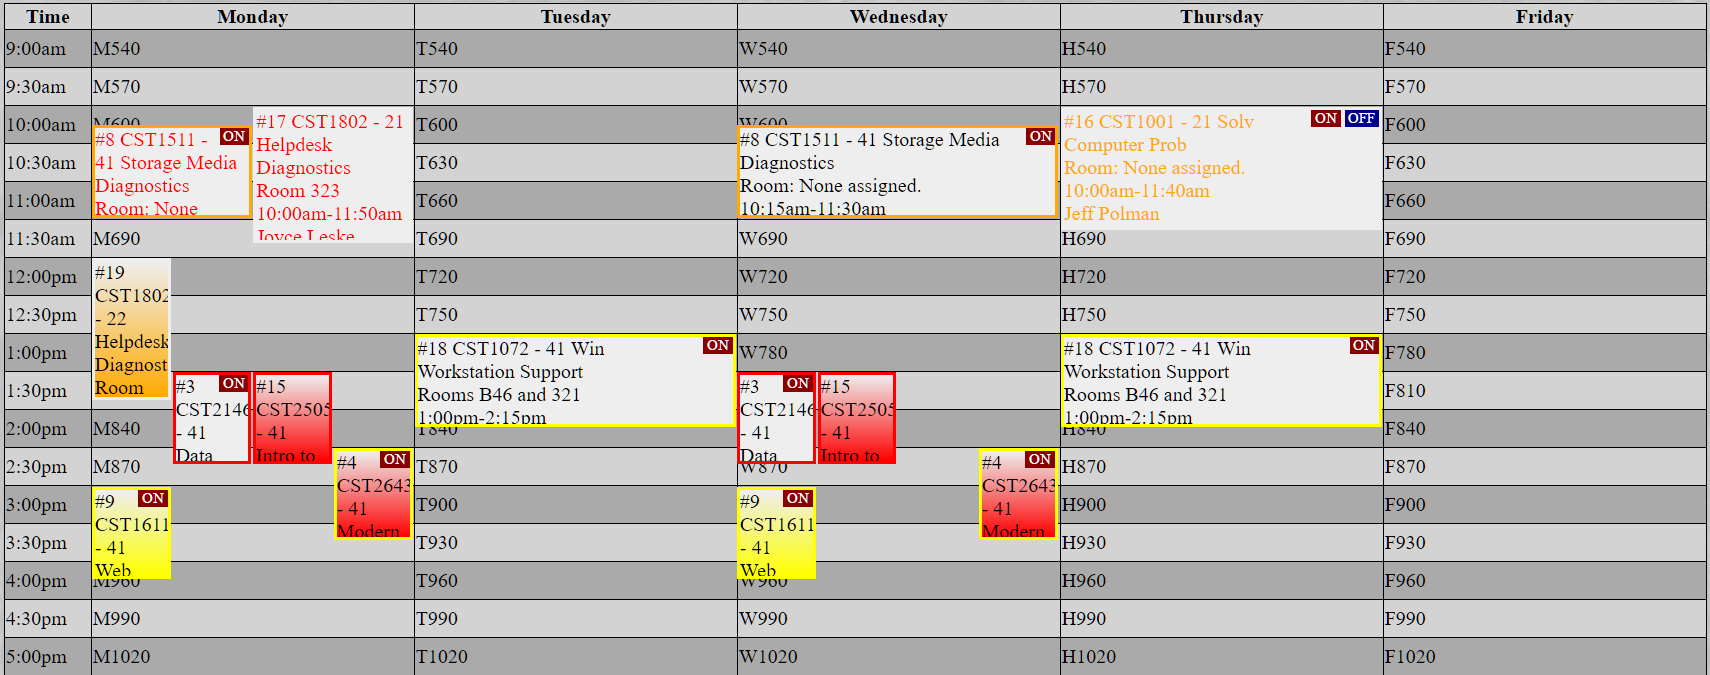 Time Monday Tuesday Wednesday Thursday Friday
9:00am M540 T540 W540 H540 F540
9:30am M570 T570 W570 H570 F570
10:00am M600 T600 W600 F600
#8 CST1511 - ON
41 Storage Media
Diagnostics
Room: None
#17 CST1802 - 21
Helpdesk
Diagnostics
Room 323
10:00am-11:50am
Joyce Leske
#8 CST1511 - 41 Storage Media ON
Diagnostics
Room: None assigned.
10:15am-11:30am
#16 CST1001 - 21 Solv ON OFF
Computer Prob
Room: None assigned.
10:00am-11:40am
Jeff Polman
10:30am T630 F630
11:00am T660 F660
11:30am M690 T690 W690 H690 F690
12:00pm T720 W720 H720 F720
#19
CST1802
- 22
Helpdesk
Diagnost
Room
12:30pm T750 W750 H750 F750
1:00pm W780 F780
#18 CST1072 - 41 Win ON
Workstation Support
Rooms B46 and 321
1:00pm-2:15pm
#18 CST1072 - 41 Win ON
Workstation Support
Rooms B46 and 321
1:00pm-2:15pm
1:30pm F810
#3 ON
CST2146
- 41
Data
#15
CST2505
- 41
Intro to
#3 ON
CST2146
- 41
Data
#15
CST2505
- 41
Intro to
2:00pm M840 T840 H840 F840
2:30pm M870 T870 W870 H870 F870
#4 ON
CST2643
- 41
Modern
#4 ON
CST2643
- 41
Modern
3:00pm T900 H900 F900
#9 ON
CST1611
- 41
Web
#9 ON
CST1611
- 41
Web
3:30pm T930 H930 F930
4:00pm M960 T960 W960 H960 F960
4:30pm M990 T990 W990 H990 F990
5:00pm M1020 T1020 W1020 H1020 F1020